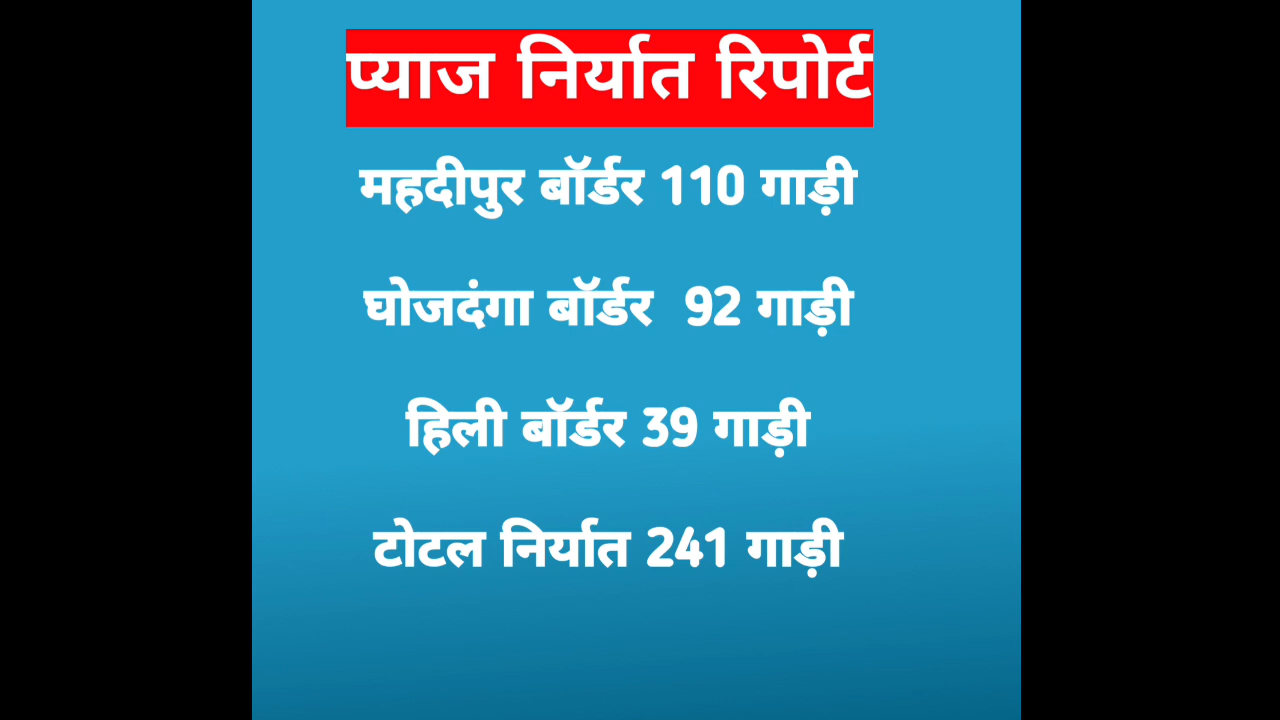 प्याज निर्यात रिपोर्ट
महदीपुर बॉर्डर 110 गाड़ी
घोजदंगा बॉर्डर 92 गाड़ी
हिली बॉर्डर 39 गाड़ी
टोटल निर्यात 241 गाड़ी